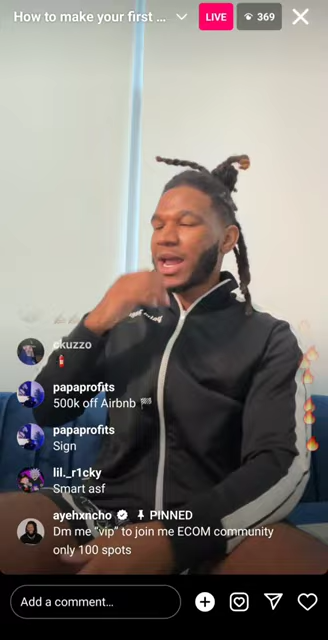 How to make your first ...
LIVE
369
ckuzzo
papaprofits
500k off Airbnb
papaprofits
Sign
lil._r1cky
Smart asf
ayehxncho PINNED
Dm me “vip” to join me ECOM community
only 100 spots
Add a comment...